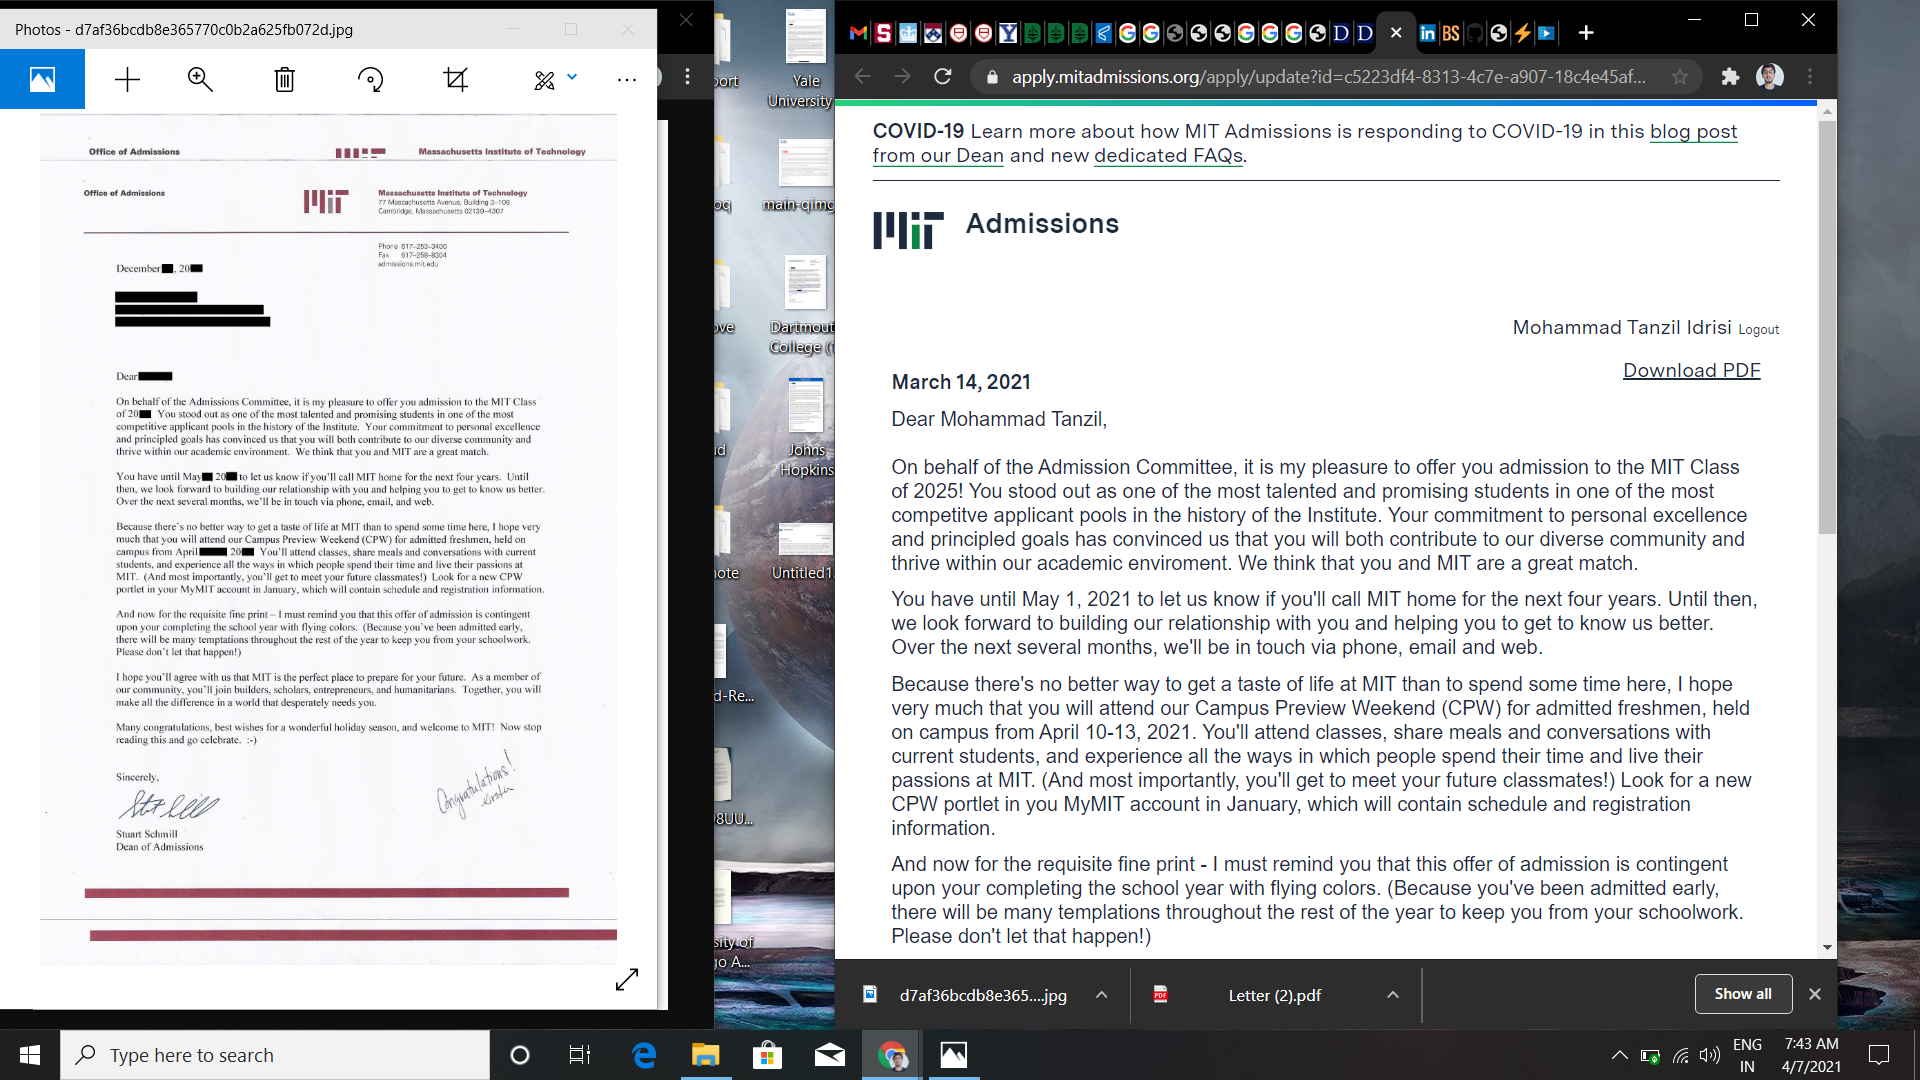 Photos - d7af36bcdb8e365770c0b2a625fb072d.jpg
Office of Admissions
Massachusetts Institute of Technology
Office of Admissions
MIT
Massachusetts Institute of Technology
77 Massachusetts Avenue, Building 3-108
Cambridge, Massachusetts 02139-4307
Phone 617-253-3400
Fax 617-258-8304
admissions.mit.edu
December , 20
Dear
On behalf of the Admissions Committee, it is my pleasure to offer you admission to the MIT Class
of 20 You stood out as one of the most talented and promising students in one of the most
competitive applicant pools in the history of the Institute. Your commitment to personal excellence
and principled goals has convinced us that you will both contribute to our diverse community and
thrive within our academic environment. We think that you and MIT are a great match.
You have until May 20 to let us know if you'll call MIT home for the next four years. Until
then, we look forward to building our relationship with you and helping you to get to know us better.
Over the next several months, we'll be in touch via phone, email, and web.
Because there's no better way to get a taste of life at MIT than to spend some time here, I hope very
much that you will attend our Campus Preview Weekend (CPW) for admitted freshmen, held on
campus from April 20 You'll attend classes, share meals and conversations with current
students, and experience all the ways in which people spend their time and live their passions at
MIT. (And most importantly, you'll get to meet your future classmates!) Look for a new CPW
portlet in your MyMIT account in January, which will contain schedule and registration information.
And now for the requisite fine print – I must remind you that this offer of admission is contingent
upon your completing the school year with flying colors. (Because you've been admitted early,
there will be many temptations throughout the rest of the year to keep you from your schoolwork.
Please don't let that happen!)
I hope you'll agree with us that MIT is the perfect place to prepare for your future. As a member of
our community, you'll join builders, scholars, entrepreneurs, and humanitarians. Together, you will
make all the difference in a world that desperately needs you.
Many congratulations, best wishes for a wonderful holiday season, and welcome to MIT! Now stop
reading this and go celebrate. :-)
Sincerely,
Congratulations!
Kirsten
Stuart Schmill
Dean of Admissions
port
Yale
University
oq
main-qimg
ove
Dartmout
College (
ud
Johns
Hopkins
note
Untitled1
d-Re...
98UU...
sity of
go A...
apply.mitadmissions.org/apply/update?id=c5223df4-8313-4c7e-a907-18c4e45af...
COVID-19 Learn more about how MIT Admissions is responding to COVID-19 in this blog post
from our Dean and new dedicated FAQs.
MIT Admissions
Mohammad Tanzil Idrisi Logout
Download PDF
March 14, 2021
Dear Mohammad Tanzil,
On behalf of the Admission Committee, it is my pleasure to offer you admission to the MIT Class
of 2025! You stood out as one of the most talented and promising students in one of the most
competitve applicant pools in the history of the Institute. Your commitment to personal excellence
and principled goals has convinced us that you will both contribute to our diverse community and
thrive within our academic enviroment. We think that you and MIT are a great match.
You have until May 1, 2021 to let us know if you'll call MIT home for the next four years. Until then,
we look forward to building our relationship with you and helping you to get to know us better.
Over the next several months, we'll be in touch via phone, email and web.
Because there's no better way to get a taste of life at MIT than to spend some time here, I hope
very much that you will attend our Campus Preview Weekend (CPW) for admitted freshmen, held
on campus from April 10-13, 2021. You'll attend classes, share meals and conversations with
current students, and experience all the ways in which people spend their time and live their
passions at MIT. (And most importantly, you'll get to meet your future classmates!) Look for a new
CPW portlet in you MyMIT account in January, which will contain schedule and registration
information.
And now for the requisite fine print - I must remind you that this offer of admission is contingent
upon your completing the school year with flying colors. (Because you've been admitted early,
there will be many templations throughout the rest of the year to keep you from your schoolwork.
Please don't let that happen!)
d7af36bcdb8e365....jpg
PDF
Letter (2).pdf
Show all
Type here to search
ENG
IN
7:43 AM
4/7/2021